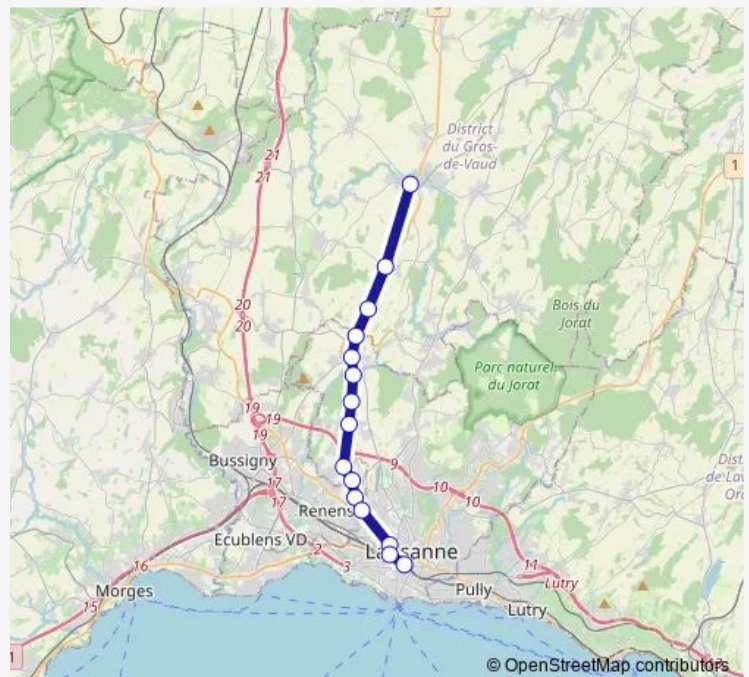 District
du Gros-
de-Vaud
1
21
21
20
20
Bois du
Jorat
Parc naturel
du Jorat
19
19
19
Bussigny
9
10
10
17
17
Renens
Ecublens VD
2
3
Lausanne
11
Lutry
16
15
Morges
Pully
Lutry
1
© OpenStreetMap contributors